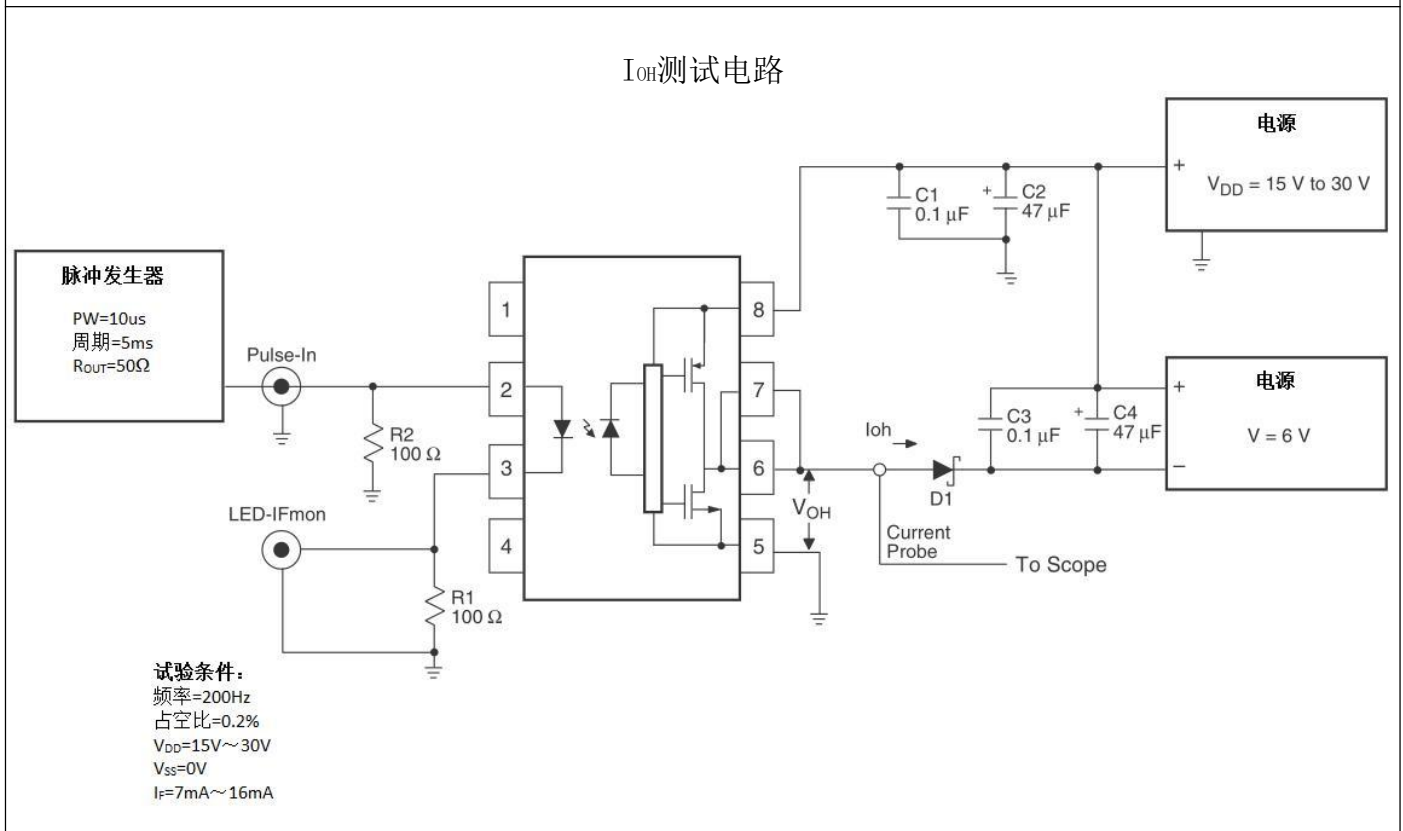 IOH测试电路
电源
+
VDD = 15 V to 30 V
C1
0.1 µF
+
C2
47 µF
脉冲发生器
PW=10us
周期=5ms
ROUT=50Ω
Pulse-In
R2
100 Ω
LED-IFmon
R1
100 Ω
1
2
3
4
8
7
6
5
VOH
Ioh
Current
Probe
To Scope
D1
C3
0.1 µF
+
C4
47 µF
电源
+
V = 6 V
−
试验条件：
频率=200Hz
占空比=0.2%
VDD=15V～30V
VSS=0V
IF=7mA～16mA